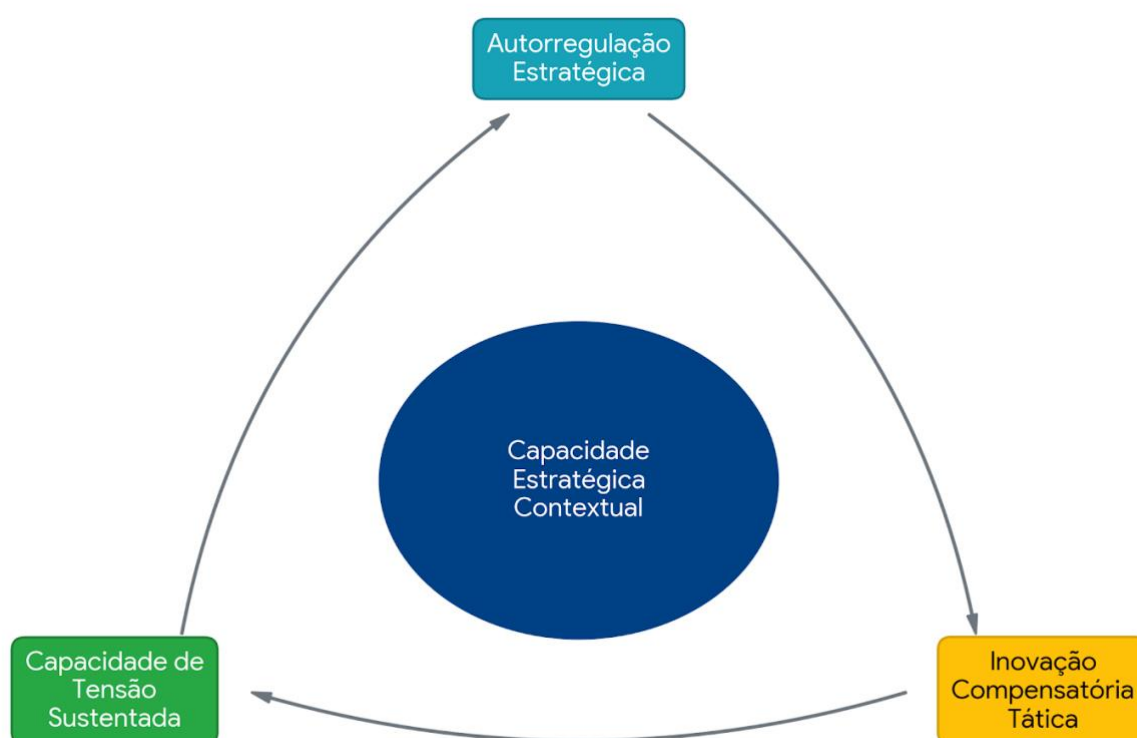 Autorregulação
Estratégica
Capacidade
Estratégica
Contextual
Capacidade de
Tensão
Sustentada
Inovação
Compensatória
Tática